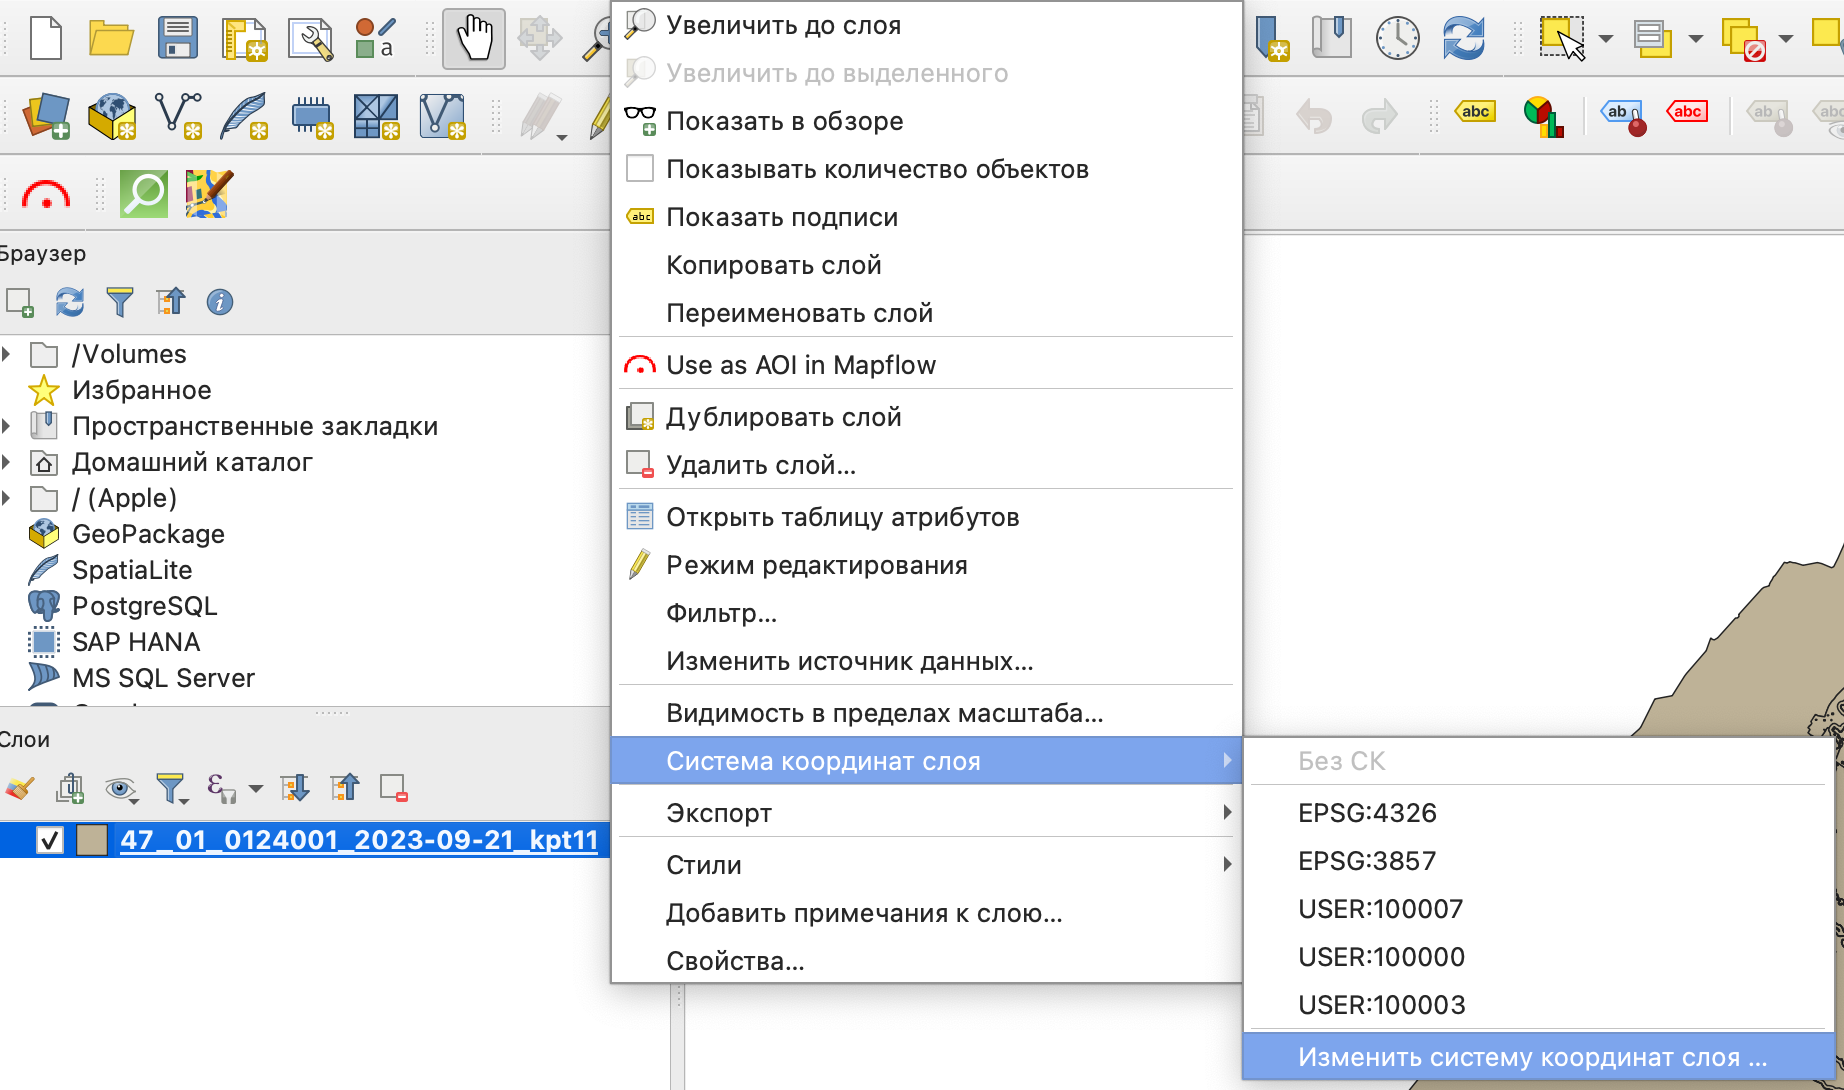 a
abc
ab
abc
ab
abc
Браузер
/Volumes
Избранное
Пространственные закладки
Домашний каталог
/ (Apple)
GeoPackage
SpatiaLite
PostgreSQL
SAP HANA
MS SQL Server
Слои
47_01_0124001_2023-09-21_kpt11
Увеличить до слоя
Увеличить до выделенного
Показать в обзоре
Показывать количество объектов
abc Показать подписи
Копировать слой
Переименовать слой
Use as AOI in Mapflow
Дублировать слой
Удалить слой...
Открыть таблицу атрибутов
Режим редактирования
Фильтр...
Изменить источник данных...
Видимость в пределах масштаба...
Система координат слоя
Экспорт
Стили
Добавить примечания к слою...
Свойства...
Без СК
EPSG:4326
EPSG:3857
USER:100007
USER:100000
USER:100003
Изменить систему координат слоя ...